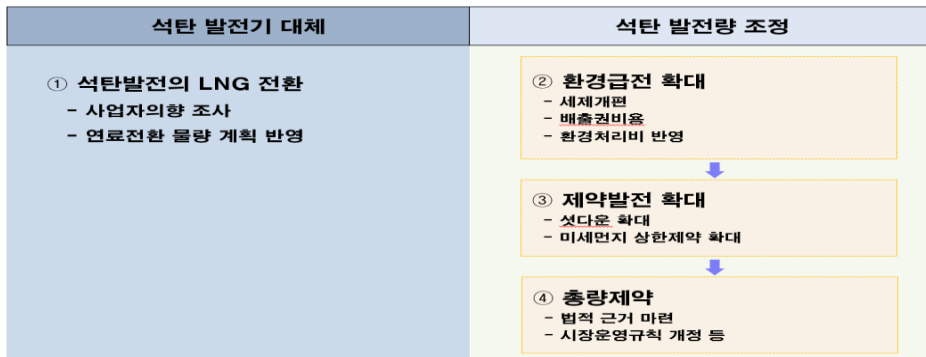 석탄 발전기 대체
① 석탄발전의 LNG 전환
- 사업자의향 조사
- 연료전환 물량 계획 반영
석탄 발전량 조정
② 환경급전 확대
- 세제개편
- 배출권비용
- 환경처리비 반영
③ 제약발전 확대
- 셧다운 확대
- 미세먼지 상한제약 확대
④ 총량제약
- 법적 근거 마련
- 시장운영규칙 개정 등